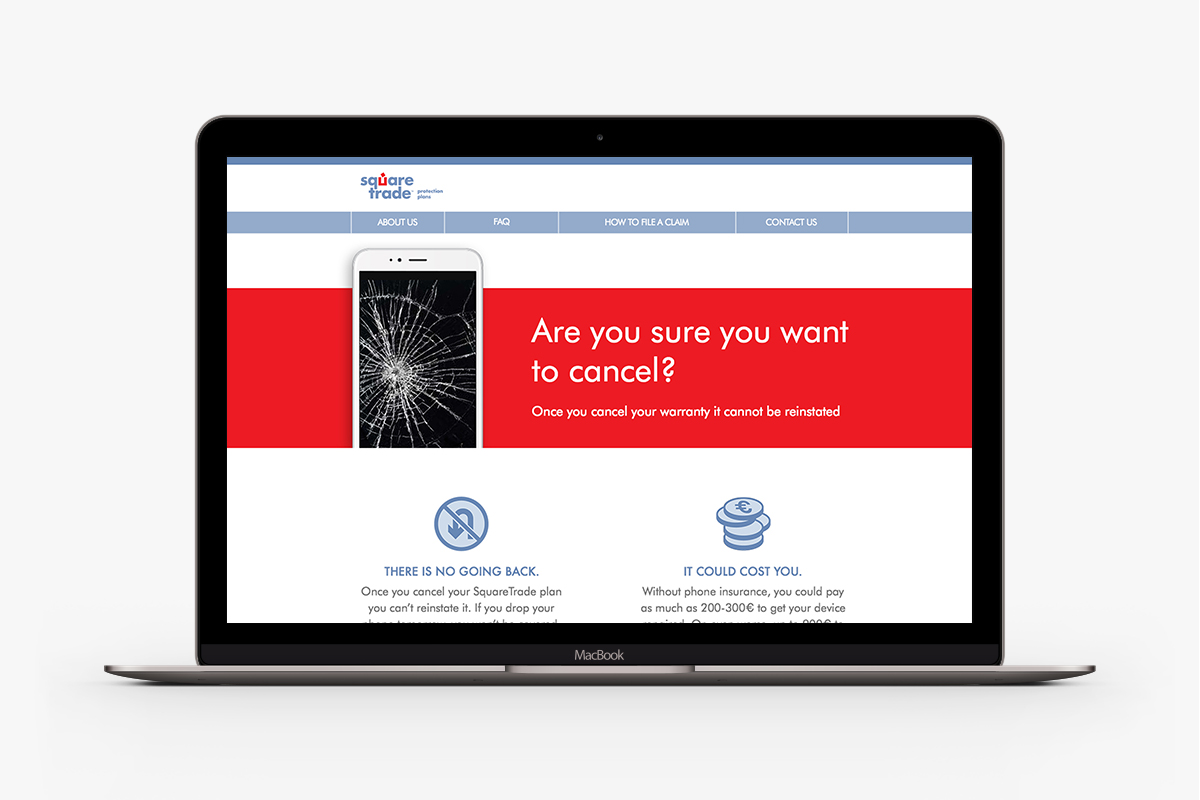 square
trade
protection
plans
ABOUT US
FAQ
HOW TO FILE A CLAIM
CONTACT US
Are you sure you want
to cancel?
Once you cancel your warranty it cannot be reinstated
THERE IS NO GOING BACK.
Once you cancel your SquareTrade plan
you can't reinstate it. If you drop your
IT COULD COST YOU.
€
Without phone insurance, you could pay
as much as 200-300€ to get your device
MacBook